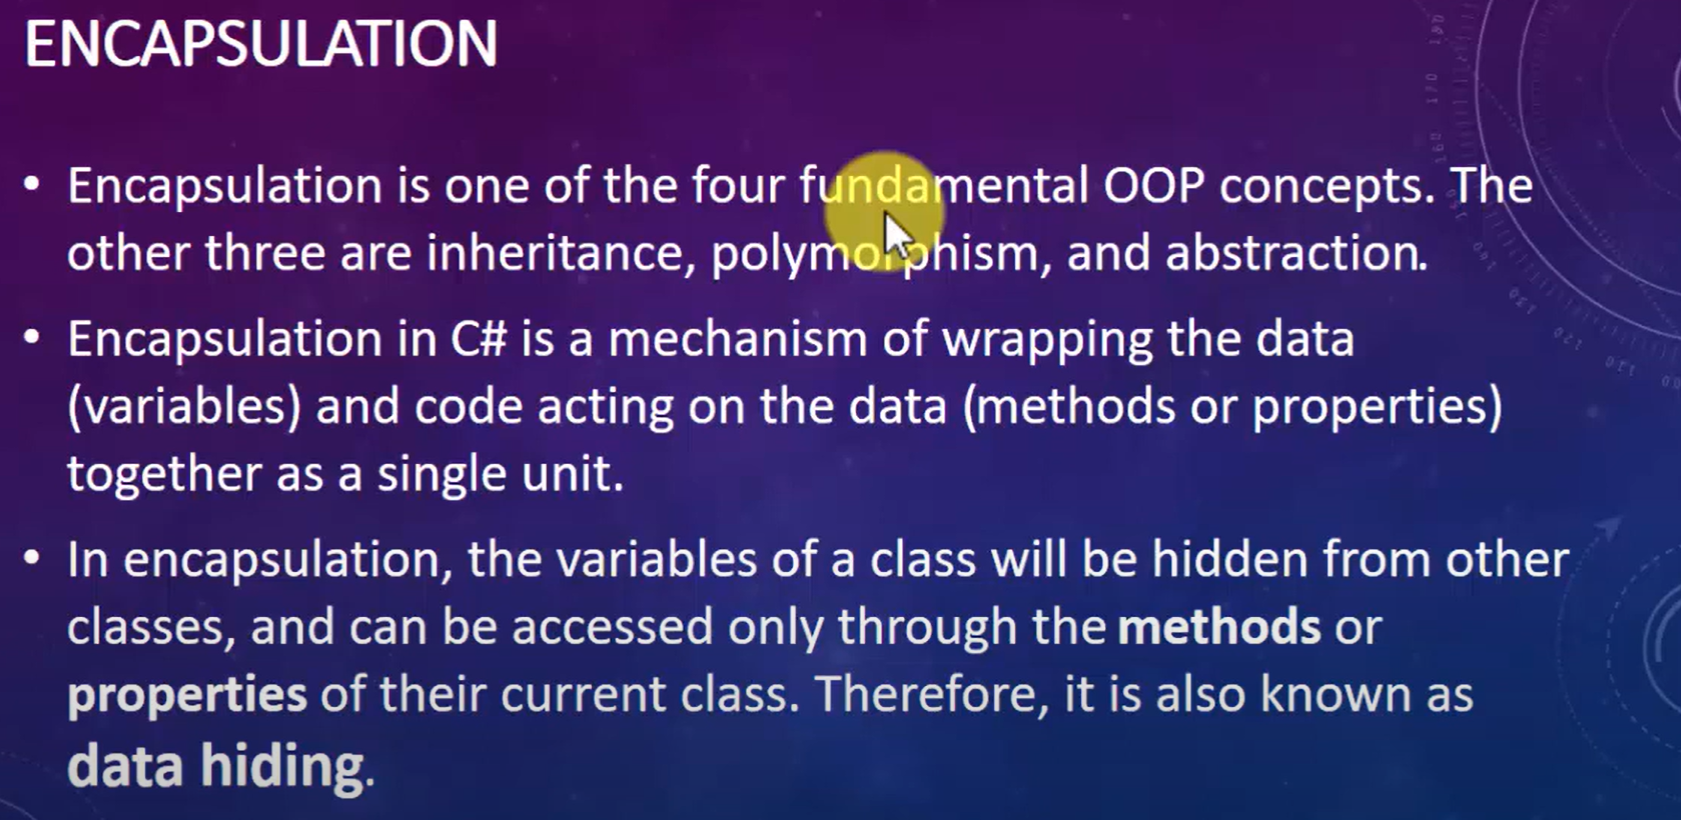 ENCAPSULATION
• Encapsulation is one of the four fundamental OOP concepts. The
other three are inheritance, polymorphism, and abstraction.
• Encapsulation in C# is a mechanism of wrapping the data
(variables) and code acting on the data (methods or properties)
together as a single unit.
• In encapsulation, the variables of a class will be hidden from other
classes, and can be accessed only through the methods or
properties of their current class. Therefore, it is also known as
data hiding.
190
170
160